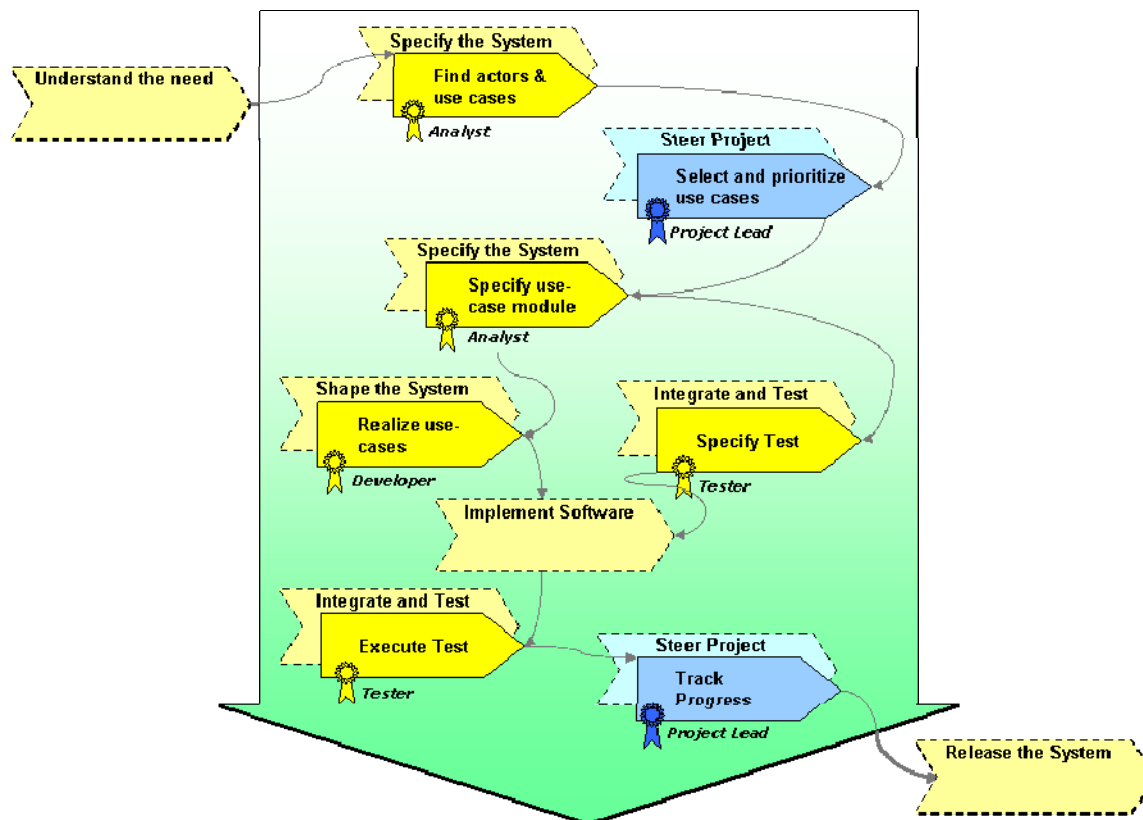 Specify the System
Understand the need
Find actors &
use cases
Analyst
Steer Project
Select and prioritize
use cases
Project Lead
Specify the System
Specify use-
case module
Analyst
Shape the System
Realize use-
cases
Developer
Integrate and Test
Specify Test
Tester
Implement Software
Integrate and Test
Execute Test
Tester
Steer Project
Track
Progress
Project Lead
Release the System